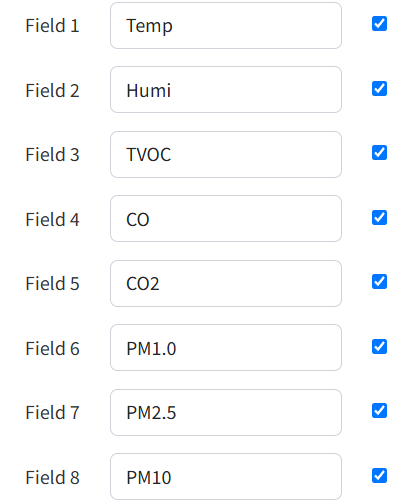 Field 1 Temp
Field 2 Humi
Field 3 TVOC
Field 4 CO
Field 5 CO2
Field 6 PM1.0
Field 7 PM2.5
Field 8 PM10